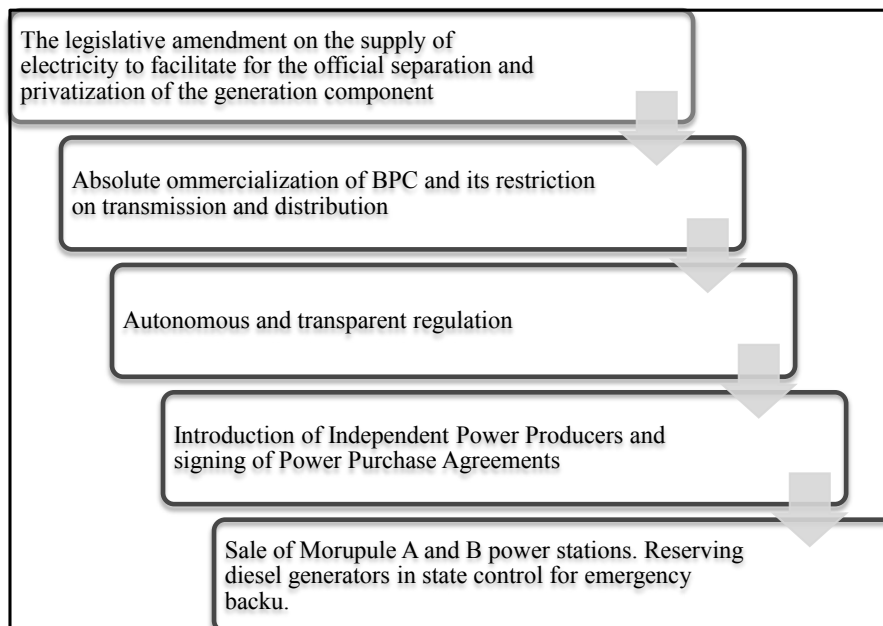 The legislative amendment on the supply of
electricity to facilitate for the official separation and
privatization of the generation component
Absolute ommercialization of BPC and its restriction
on transmission and distribution
Autonomous and transparent regulation
Introduction of Independent Power Producers and
signing of Power Purchase Agreements
Sale of Morupule A and B power stations. Reserving
diesel generators in state control for emergency
backu.